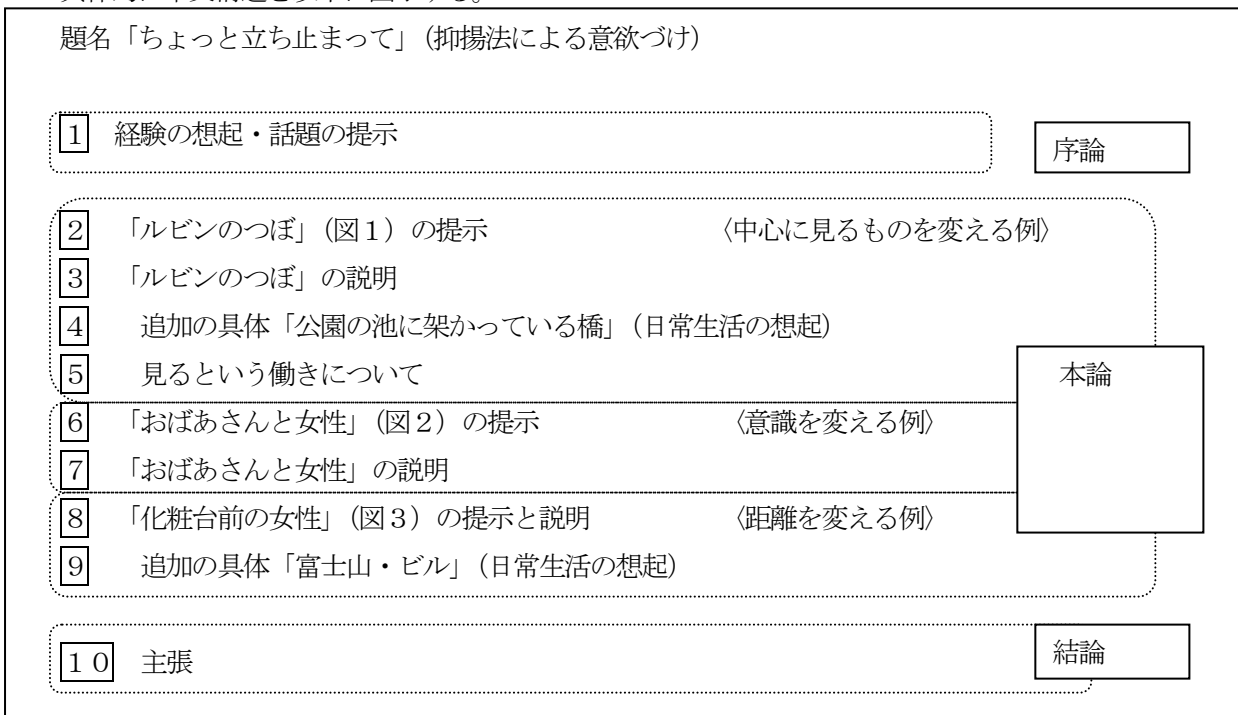 題名「ちょっと立ち止まって」(抑揚法による意欲づけ)
1 経験の想起・話題の提示
序論
2 「ルビンのつぼ」(図1)の提示 〈中心に見るものを変える例〉
3 「ルビンのつぼ」の説明
4 追加の具体「公園の池に架かっている橋」(日常生活の想起)
5 見るという働きについて
本論
6 「おばあさんと女性」(図2)の提示 〈意識を変える例〉
7 「おばあさんと女性」の説明
8 「化粧台前の女性」(図3)の提示と説明 〈距離を変える例〉
9 追加の具体「富士山・ビル」(日常生活の想起)
10 主張
結論